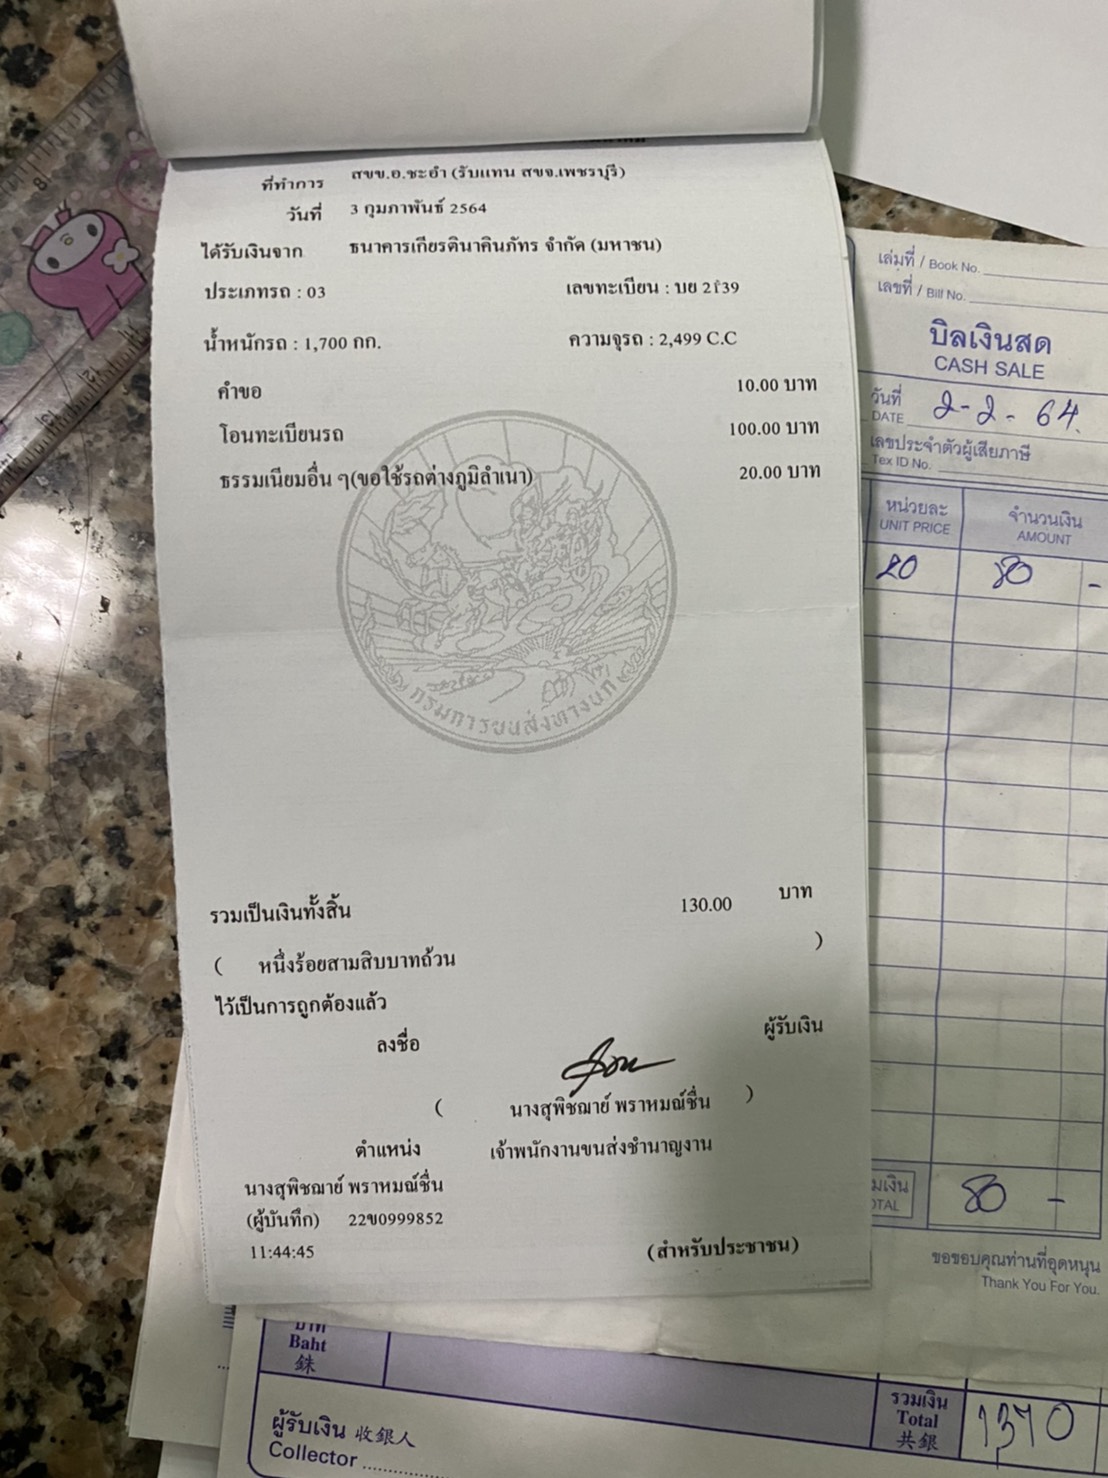 ที่ทำการ สขข.อ.ชะอำ (รับแทน สขจ.เพชรบุรี)
วันที่ 3 กุมภาพันธ์ 2564
ได้รับเงินจาก ธนาคารเกียรตินาคินภัทร จำกัด (มหาชน)
ประเภทรถ : 03 เลขทะเบียน : บย
น้ำหนักรถ : 1,700 กก. ความจุรถ : 2,499 C.C
คำขอ 10.00 บาท
โอนทะเบียนรถ 100.00 บาท
ธรรมเนียมอื่น ๆ(ขอใช้รถต่างภูมิลำเนา) 20.00 บาท
กรมการขนส่งทางบก
รวมเป็นเงินทั้งสิ้น 130.00 บาท
( หนึ่งร้อยสามสิบบาทถ้วน )
ไว้เป็นการถูกต้องแล้ว
ลงชื่อ ผู้รับเงิน
( นางสุพิชฌาย์ พราหมณ์ชื่น )
ตำแหน่ง เจ้าพนักงานขนส่งชำนาญงาน
นางสุพิชฌาย์ พราหมณ์ชื่น
(ผู้บันทึก) 22ข0999852
11:44:45 (สำหรับประชาชน)
เล่มที่ / Book No.
เลขที่ / Bill No.
บิลเงินสด
CASH SALE
วันที่ 2-2-64.
DATE
เลขประจำตัวผู้เสียภาษี
Tex ID No.
หน่วยละ จำนวนเงิน
UNIT PRICE AMOUNT
20 80 -
มเงิน 80 -
OTAL
ขอขอบคุณท่านที่อุดหนุน
Thank You For You.
บาท
Baht
銖
รวมเงิน
Total 1370
共銀
ผู้รับเงิน 收銀人
Collector